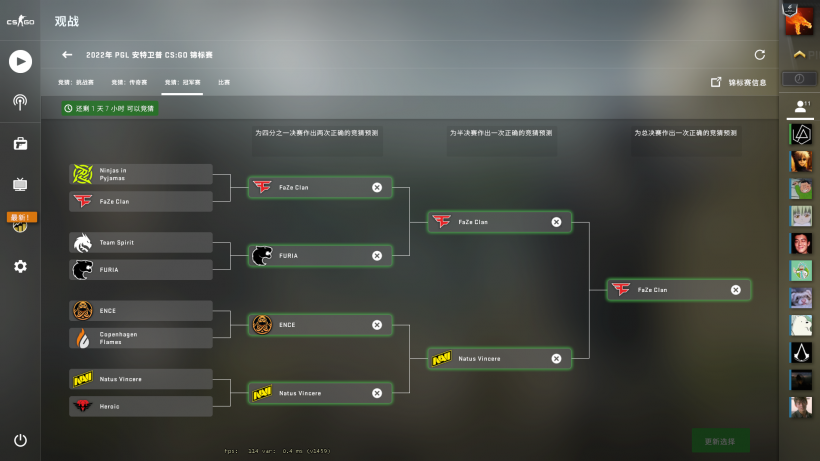 CS:GO
观战
2022年 PGL 安特卫普 CS:GO 锦标赛
竞猜：挑战赛
竞猜：传奇赛
竞猜：冠军赛
比赛
锦标赛信息
还剩 1 天 7 小时 可以竞猜
11
为四分之一决赛作出两次正确的竞猜预测
为半决赛作出一次正确的竞猜预测
为总决赛作出一次正确的竞猜预测
Ninjas in
Pyjamas
FaZe Clan
FaZe Clan
Team Spirit
FURIA
FURIA
FaZe Clan
最新！
ENCE
Copenhagen
Flames
ENCE
Natus Vincere
Heroic
Natus Vincere
Natus Vincere
FaZe Clan
更新选择
fps: 114 var: 0.4 ms (v1459)